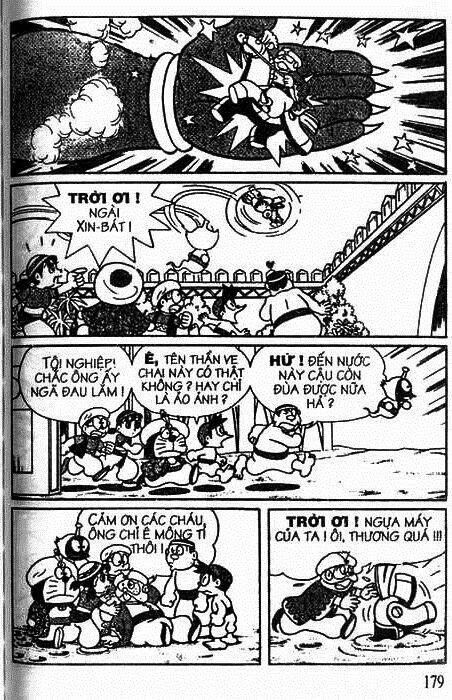 TRỜI ƠI !
NGÀI
XIN-BÁT !
TỘI NGHIỆP!
CHẮC ÔNG ẤY
NGÃ ĐAU LẮM !
Ê, TÊN THẦN VE
CHAI NÀY CÓ THẬT
KHÔNG ? HAY CHỈ
LÀ ẢO ẢNH ?
HỨ ! ĐẾN NƯỚC
NÀY CẬU CÒN
ĐÙA ĐƯỢC NỮA
HẢ ?
CẢM ƠN CÁC CHÁU,
ÔNG CHỈ Ê MÔNG TÍ
THÔI !
TRỜI ƠI ! NGỰA MÁY
CỦA TA ! ÔI, THƯƠNG QUÁ !!!
179